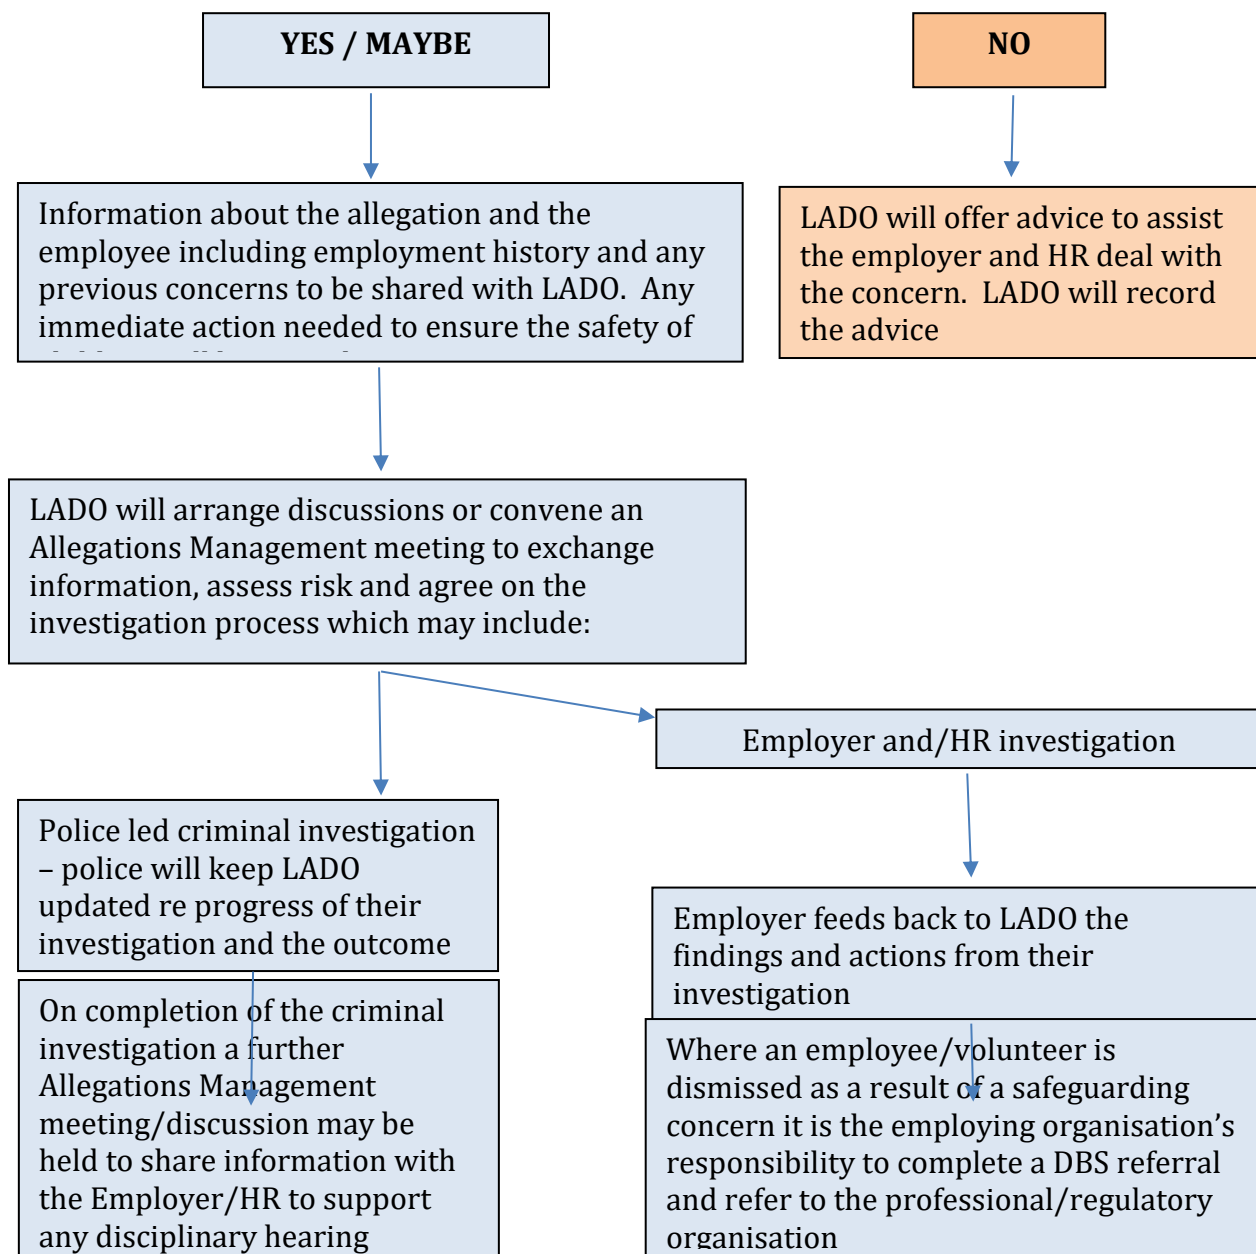 YES / MAYBE
NO
Information about the allegation and the
employee including employment history and any
previous concerns to be shared with LADO.  Any
immediate action needed to ensure the safety of
LADO will offer advice to assist
the employer and HR deal with
the concern.  LADO will record
the advice
LADO will arrange discussions or convene an
Allegations Management meeting to exchange
information, assess risk and agree on the
investigation process which may include:
Employer and/HR investigation
Police led criminal investigation
– police will keep LADO
updated re progress of their
investigation and the outcome
Employer feeds back to LADO the
findings and actions from their
investigation
On completion of the criminal
investigation a further
Allegations Management
meeting/discussion may be
held to share information with
the Employer/HR to support
any disciplinary hearing
Where an employee/volunteer is
dismissed as a result of a safeguarding
concern it is the employing organisation’s
responsibility to complete a DBS referral
and refer to the professional/regulatory
organisation